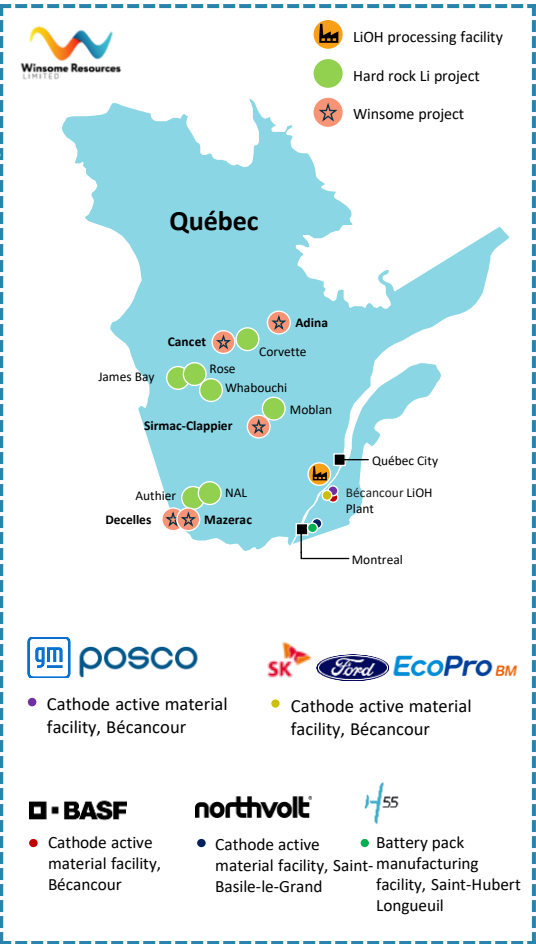 Winsome Resources
LIMITED
LiOH processing facility
Hard rock Li project
Winsome project
Québec
Adina
Cancet
Corvette
James Bay
Rose
Whabouchi
Moblan
Sirmac-Clappier
Québec City
Authier
NAL
Bécancour LiOH
Plant
Decelles
Mazerac
Montreal
gm
posco
SK
Ford
EcoPro BM
Cathode active material
facility, Bécancour
Cathode active material
facility, Bécancour
BASF
northvolt
H55
Cathode active
material facility,
Bécancour
Cathode active
material facility, Saint-
Basile-le-Grand
Battery pack
manufacturing
facility, Saint-Hubert
Longueuil